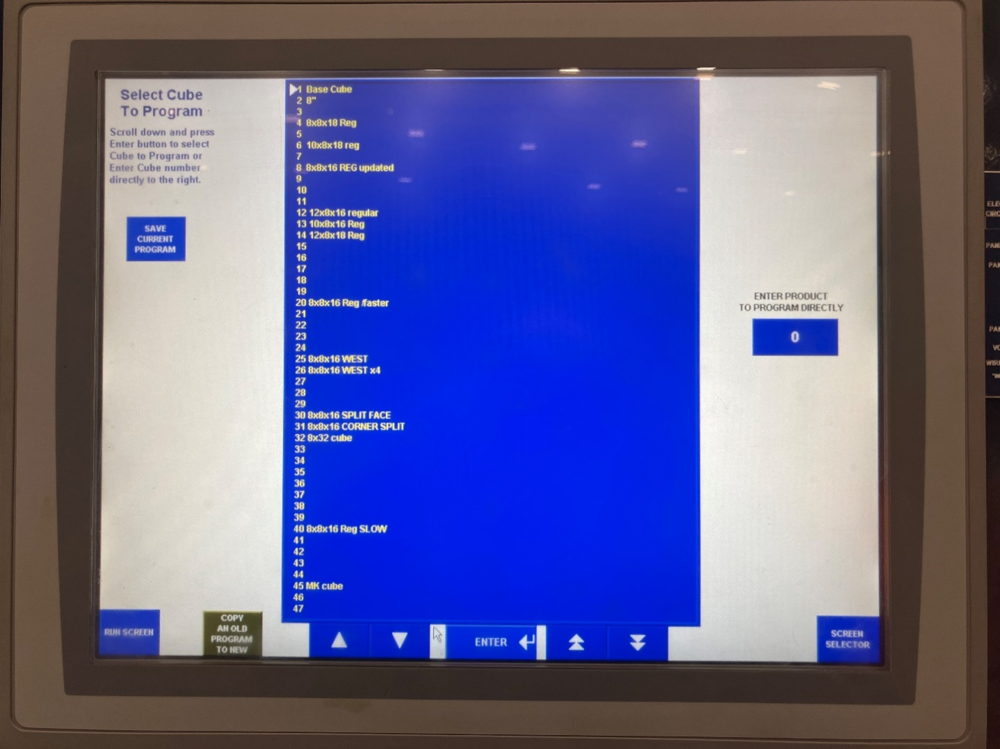 Select Cube
To Program
Scroll down and press
Enter button to select
Cube to Program or
Enter Cube number
directly to the right.
SAVE
CURRENT
PROGRAM
1 Base Cube
2 8"
3
4 8x8x18 Reg
5
6 10x8x18 reg
7
8 8x8x16 REG updated
9
10
11
12 12x8x16 regular
13 10x8x16 Reg
14 12x8x18 Reg
15
16
17
18
19
20 8x8x16 Reg /faster
21
22
23
24
25 8x8x16 WEST
26 8x8x16 WEST x4
27
28
29
30 8x8x16 SPLIT FACE
31 8x8x16 CORNER SPLIT
32 8x32 cube
33
34
35
36
37
38
39
40 8x8x16 Reg SLOW
41
42
43
44
45 MK cube
46
47
ENTER PRODUCT
TO PROGRAM DIRECTLY
0
RUN SCREEN
COPY
AN OLD
PROGRAM
TO NEW
ENTER
SCREEN
SELECTOR